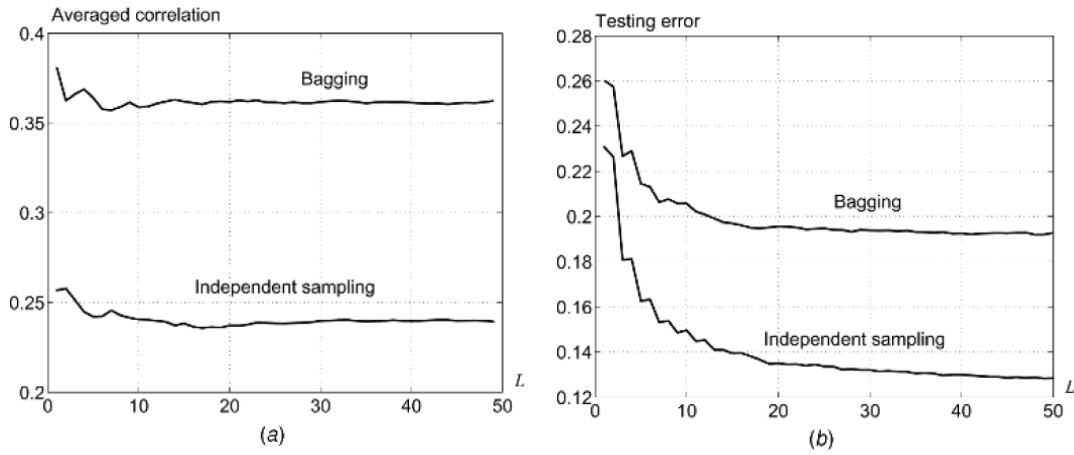 Averaged correlation
0.4
0.35
0.3
0.25
0.2
Bagging
Independent sampling
L
0 10 20 30 40 50
(a)
Testing error
0.28
0.26
0.24
0.22
0.2
0.18
0.16
0.14
0.12
Bagging
Independent sampling
L
0 10 20 30 40 50
(b)